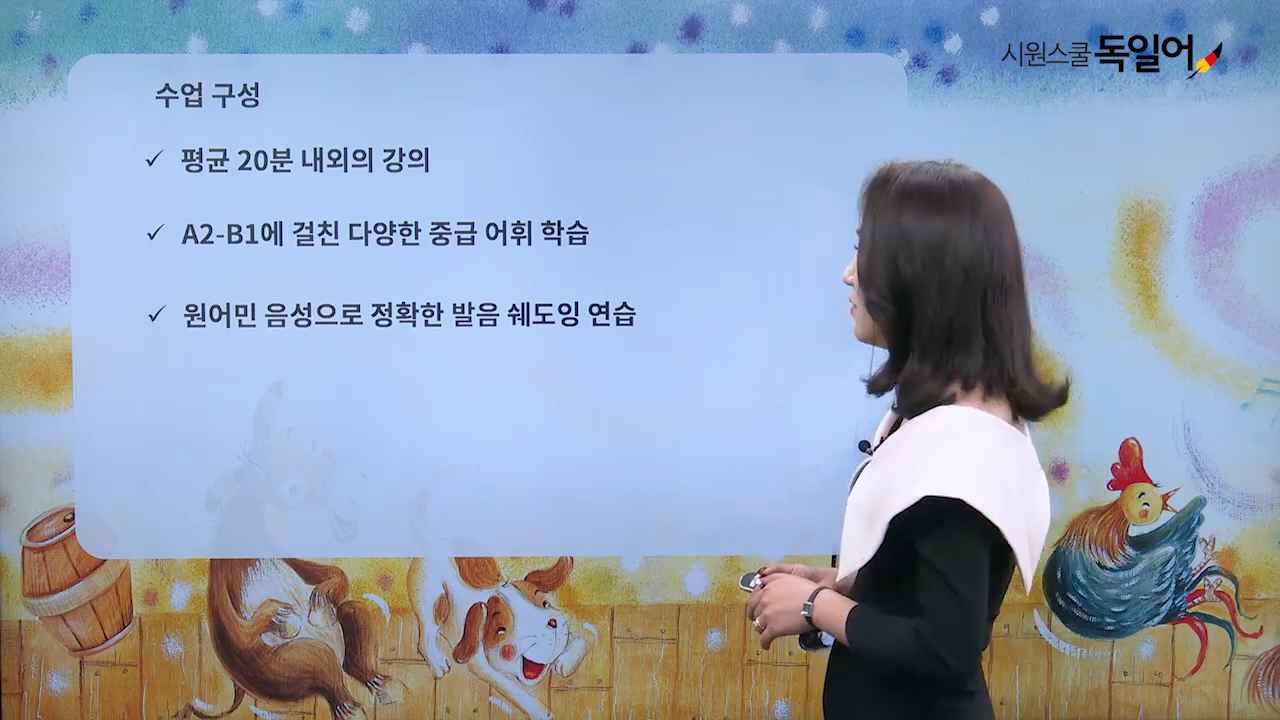 시원스쿨 독일어
수업 구성
✓ 평균 20분 내외의 강의
✓ A2-B1에 걸친 다양한 중급 어휘 학습
✓ 원어민 음성으로 정확한 발음 쉐도잉 연습